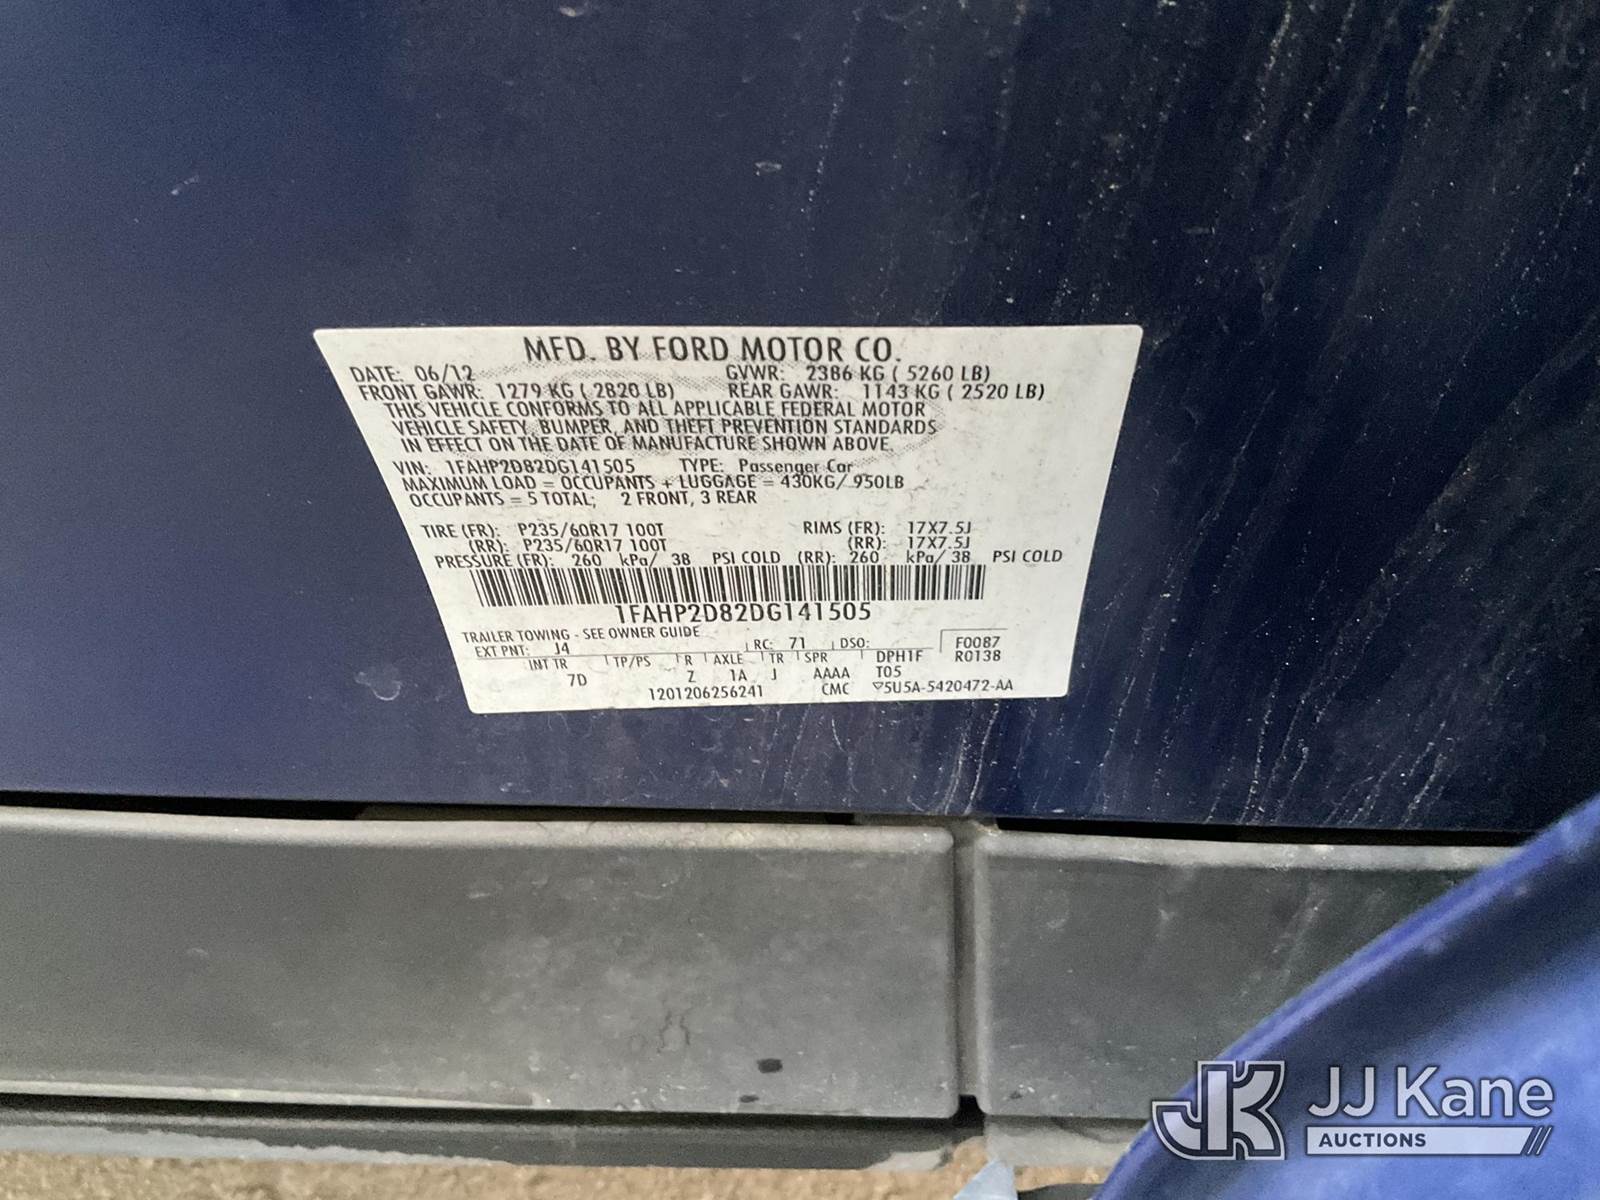 MFD. BY FORD MOTOR CO.
DATE: 06/12 GVWR: 2386 KG ( 5260 LB)
FRONT GAWR: 1279 KG ( 2820 LB) REAR GAWR: 1143 KG ( 2520 LB)
THIS VEHICLE CONFORMS TO ALL APPLICABLE FEDERAL MOTOR
VEHICLE SAFETY, BUMPER, AND THEFT PREVENTION STANDARDS
IN EFFECT ON THE DATE OF MANUFACTURE SHOWN ABOVE.
VIN: 1FAHP2D82DG141505 TYPE: Passenger Car
MAXIMUM LOAD = OCCUPANTS + LUGGAGE = 430KG/ 950LB
OCCUPANTS = 5 TOTAL; 2 FRONT, 3 REAR
TIRE (FR): P235/60R17 100T RIMS (FR): 17X7.5J
(RR): P235/60R17 100T (RR): 17X7.5J
PRESSURE (FR): 260 kPa/ 38 PSI COLD (RR): 260 kPa/ 38 PSI COLD
1FAHP2D82DG141505
TRAILER TOWING - SEE OWNER GUIDE F0087
EXT PNT: J4 RC: 71 DSO: R0138
INT TR TP/PS R AXLE TR SPR DPH1F
7D Z 1A J AAAA T05
1201206256241 CMC ▽5U5A-5420472-AA
JK JJ Kane
AUCTIONS